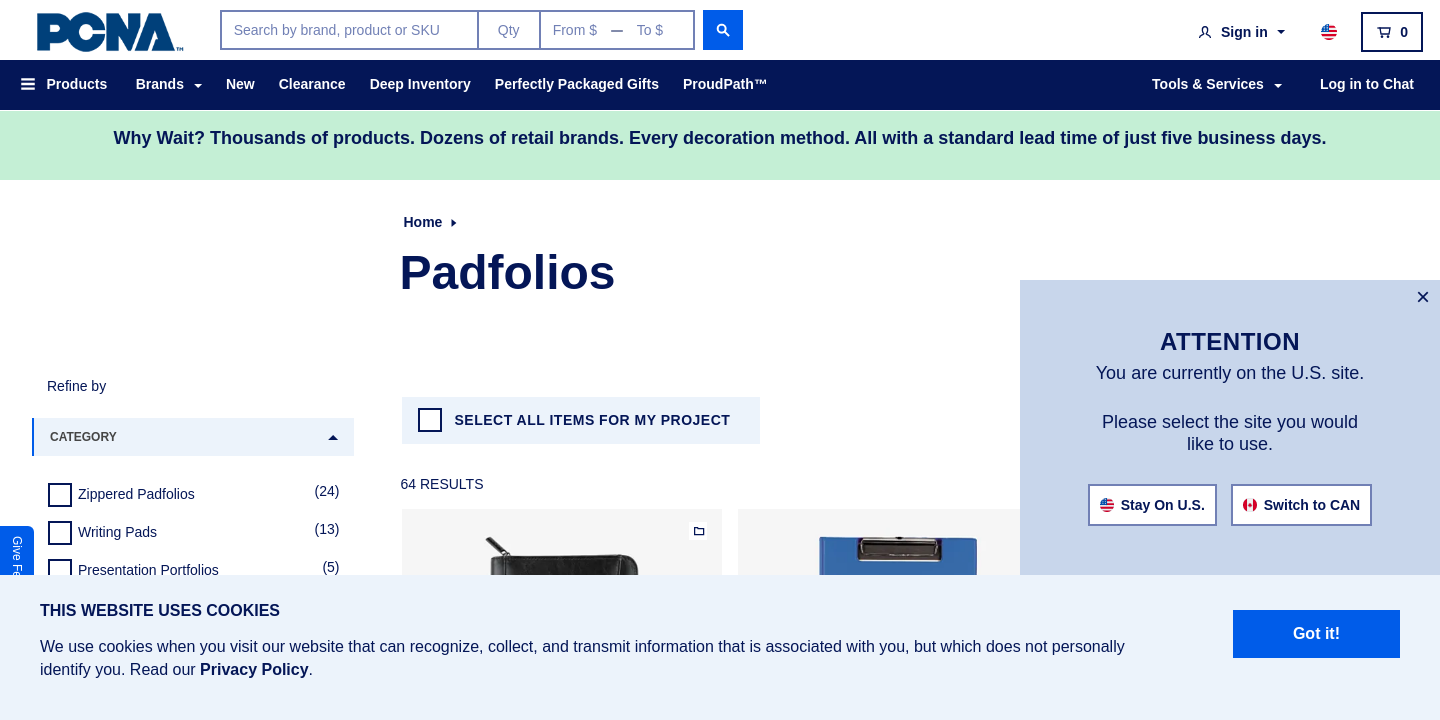 PCNA™
Search by brand, product or SKU
Qty
From $ — To $
Sign in
0
Products
Brands
New
Clearance
Deep Inventory
Perfectly Packaged Gifts
ProudPath™
Tools & Services
Log in to Chat
Why Wait? Thousands of products. Dozens of retail brands. Every decoration method. All with a standard lead time of just five business days.
Home
Padfolios
ATTENTION
You are currently on the U.S. site.
Please select the site you would
like to use.
Stay On U.S.
Switch to CAN
Refine by
CATEGORY
Zippered Padfolios (24)
Writing Pads (13)
Presentation Portfolios (5)
SELECT ALL ITEMS FOR MY PROJECT
64 RESULTS
Give
THIS WEBSITE USES COOKIES
We use cookies when you visit our website that can recognize, collect, and transmit information that is associated with you, but which does not personally
identify you. Read our Privacy Policy.
Got it!